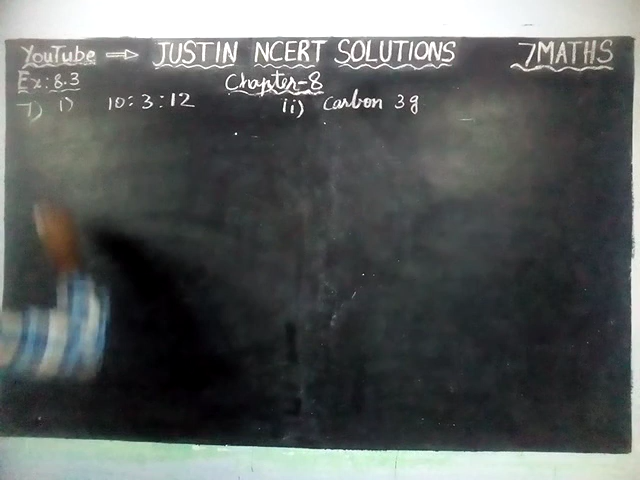 YouTube ⇒ JUSTIN NCERT SOLUTIONS 7MATHS
Ex: 8.3 Chapter-8
7) i) 10:3:12 ii) Carbon 3g